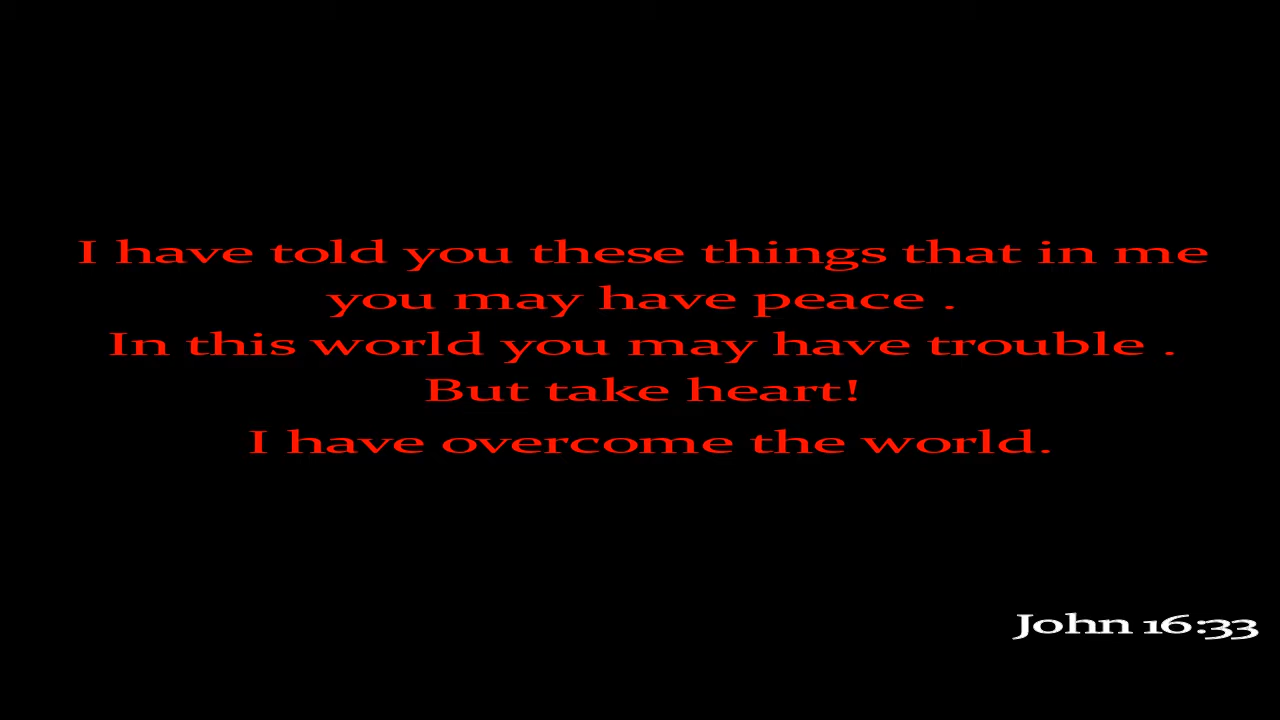 I have told you these things that in me
you may have peace .
In this world you may have trouble .
But take heart!
I have overcome the world.
John 16:33